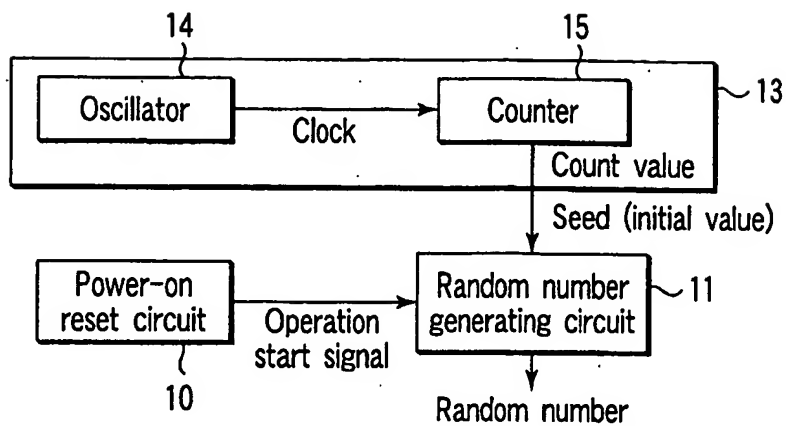 14
15
Oscillator
Clock
Counter
13
Count value
Seed (initial value)
Power-on
reset circuit
Operation
start signal
Random number
generating circuit
11
10
Random number